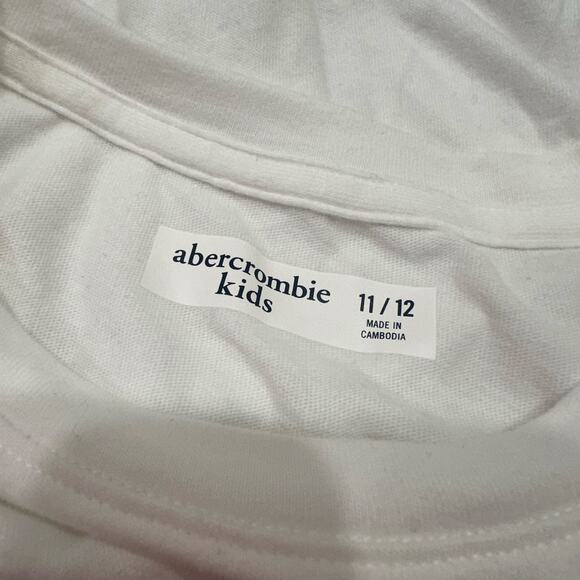 abercrombie
kids
11 / 12
MADE IN
CAMBODIA